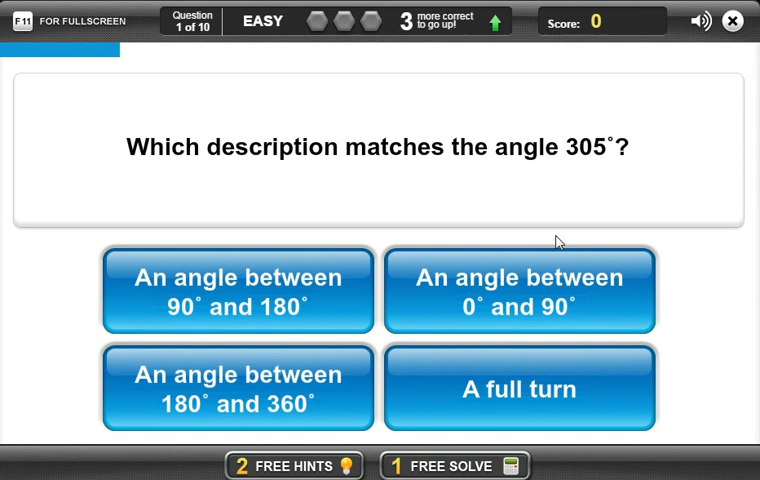 F11 FOR FULLSCREEN
Question
1 of 10
EASY
3 more correct
to go up!
Score: 0
Which description matches the angle 305°?
An angle between
90° and 180°
An angle between
0° and 90°
An angle between
180° and 360°
A full turn
2 FREE HINTS
1 FREE SOLVE